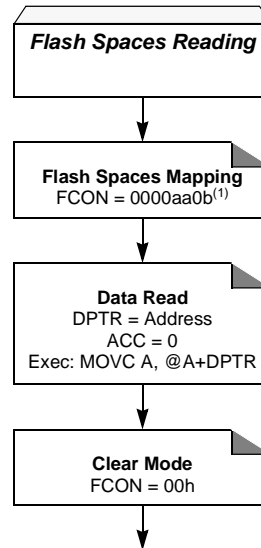 Flash Spaces Reading
Flash Spaces Mapping
FCON = 0000aa0b(1)
Data Read
DPTR = Address
ACC = 0
Exec: MOVC A, @A+DPTR
Clear Mode
FCON = 00h